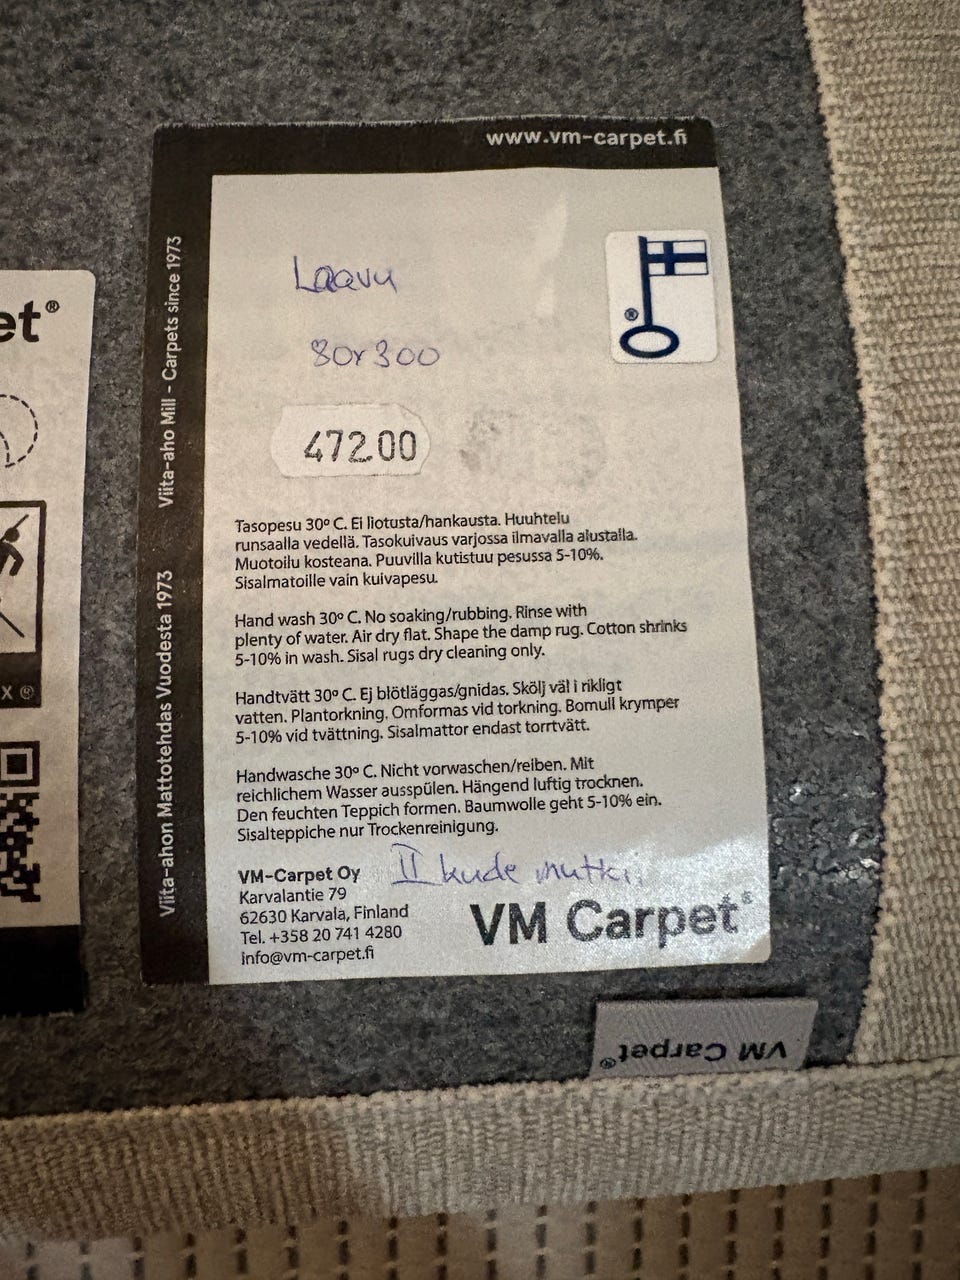 www.vm-carpet.fi
Viita-aho Mill - Carpets since 1973
Viita-ahon Mattotehdas Vuodesta 1973
et®
Laavu
80x300
®
472.00
Tasopesu 30º C. Ei liotusta/hankausta. Huuhtelu
runsaalla vedellä. Tasokuivaus varjossa ilmavalla alustalla.
Muotoilu kosteana. Puuvilla kutistuu pesussa 5-10%.
Sisalmatoille vain kuivapesu.
Hand wash 30º C. No soaking/rubbing. Rinse with
plenty of water. Air dry flat. Shape the damp rug. Cotton shrinks
5-10% in wash. Sisal rugs dry cleaning only.
Handtvätt 30º C. Ej blötläggas/gnidas. Skölj väl i rikligt
vatten. Plantorkning. Omformas vid torkning. Bomull krymper
5-10% vid tvättning. Sisalmattor endast torrtvätt.
Handwasche 30º C. Nicht vorwaschen/reiben. Mit
reichlichem Wasser ausspülen. Hängend luftig trocknen.
Den feuchten Teppich formen. Baumwolle geht 5-10% ein.
Sisalteppiche nur Trockenreinigung.
II kude mutki
VM-Carpet Oy
Karvalantie 79
62630 Karvala, Finland
Tel. +358 20 741 4280
info@vm-carpet.fi
VM Carpet®
X ®
VM Carpet®